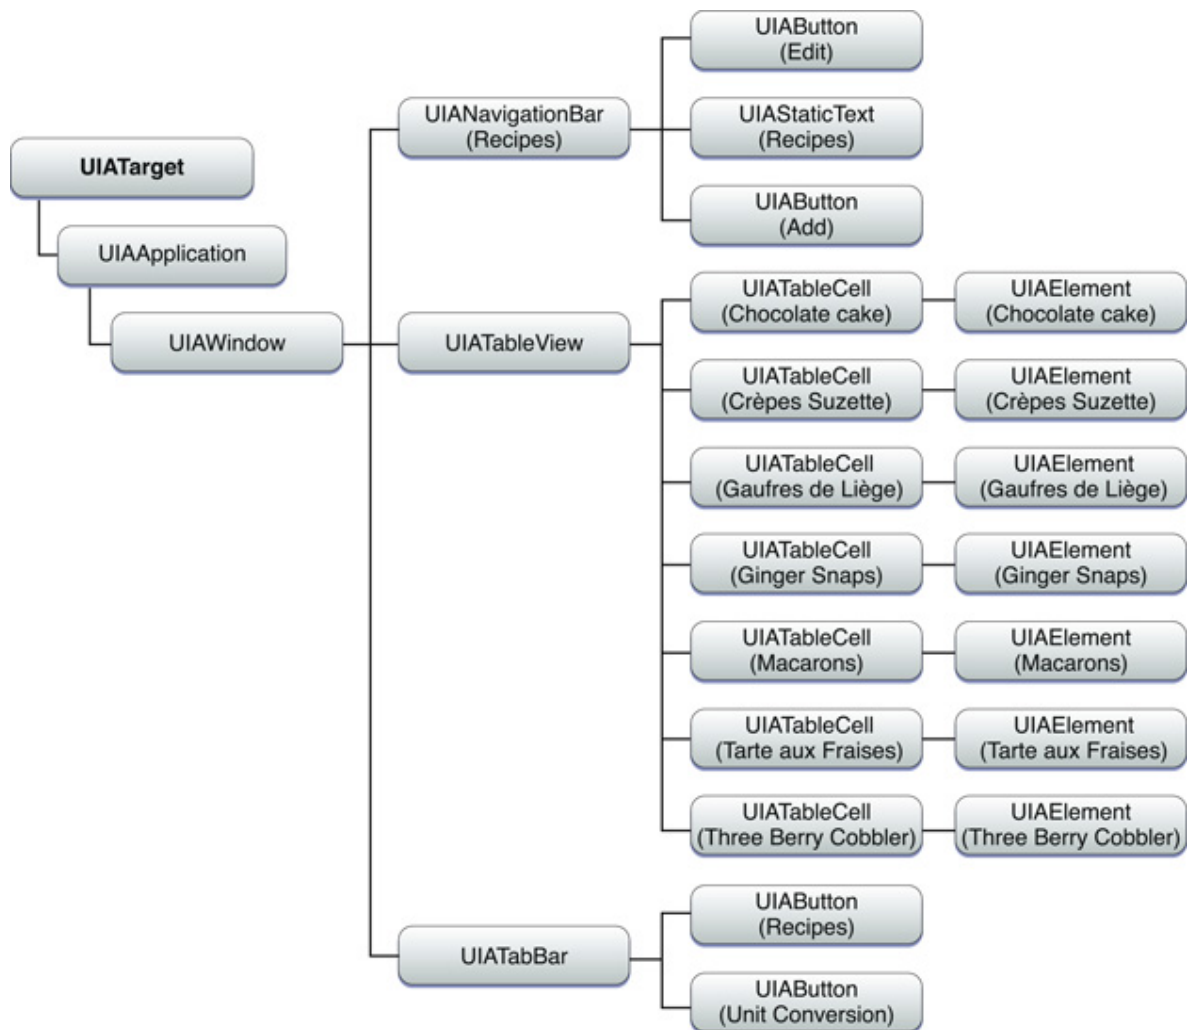 UIATarget
UIAApplication
UIAWindow
UIANavigationBar
(Recipes)
UIAButton
(Edit)
UIAStaticText
(Recipes)
UIAButton
(Add)
UIATableView
UIATableCell
(Chocolate cake)
UIAElement
(Chocolate cake)
UIATableCell
(Crèpes Suzette)
UIAElement
(Crèpes Suzette)
UIATableCell
(Gaufres de Liège)
UIAElement
(Gaufres de Liège)
UIATableCell
(Ginger Snaps)
UIAElement
(Ginger Snaps)
UIATableCell
(Macarons)
UIAElement
(Macarons)
UIATableCell
(Tarte aux Fraises)
UIAElement
(Tarte aux Fraises)
UIATableCell
(Three Berry Cobbler)
UIAElement
(Three Berry Cobbler)
UIATabBar
UIAButton
(Recipes)
UIAButton
(Unit Conversion)